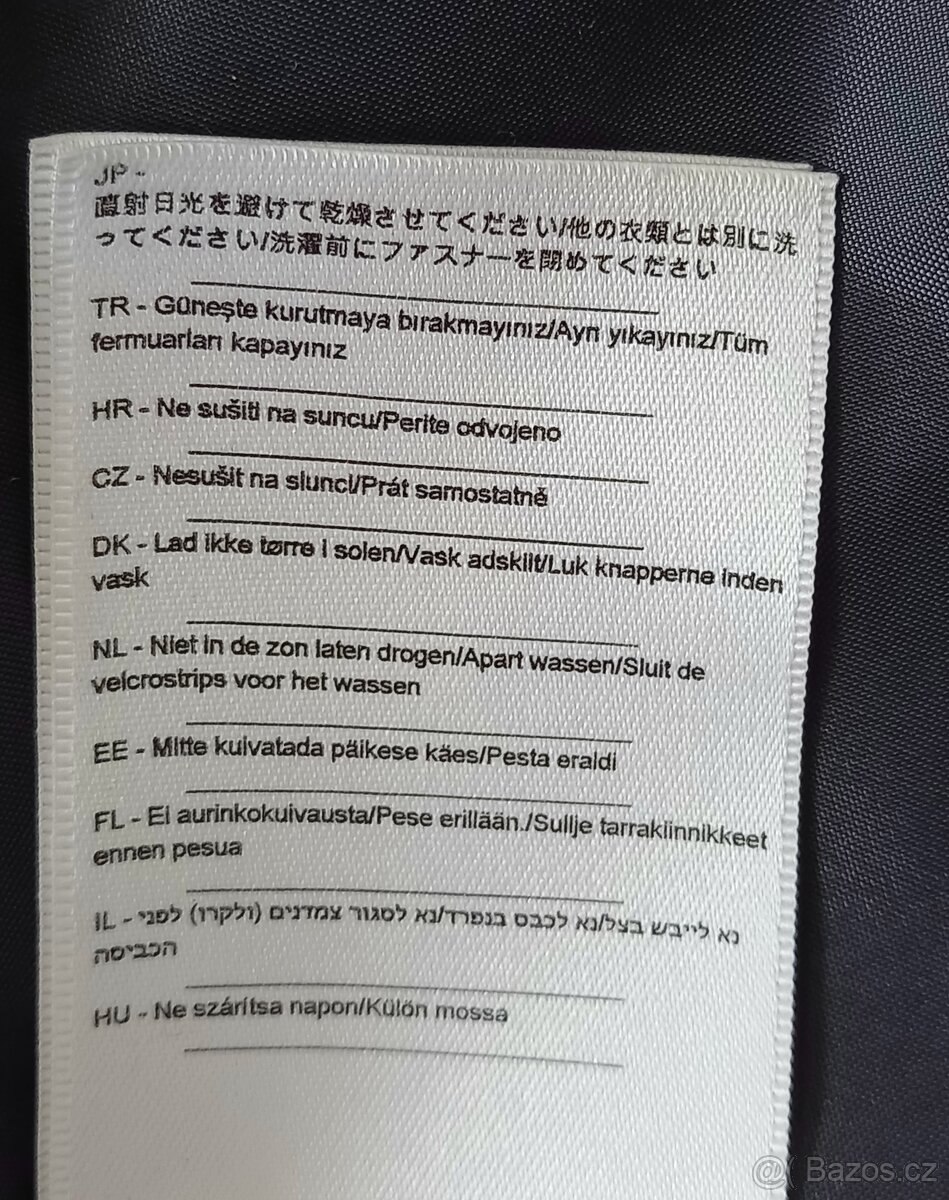 JP -
直射日光を避けて乾燥させてください/他の衣類とは別に洗
ってください/洗濯前にファスナーを閉めてください
TR - Güneşte kurutmaya bırakmayınız/Ayrı yıkayınız/Tüm
fermuarları kapayınız
HR - Ne sušiti na suncu/Perite odvojeno
CZ - Nesušit na slunci/Prát samostatně
DK - Lad ikke tørre i solen/Vask adskilt/Luk knapperne inden
vask
NL - Niet in de zon laten drogen/Apart wassen/Sluit de
velcrostrips voor het wassen
EE - Mitte kuivatada päikese käes/Pesta eraldi
FL - Ei aurinkokuivausta/Pese erillään./Sullje tarrakiinnikkeet
ennen pesua
IL - נא לייבש בצל/נא לכבס בנפרד/נא לסגור צמדנים (ולקרו) לפני
הכביסה
HU - Ne szárítsa napon/Külön mossa
@ Bazos.cz